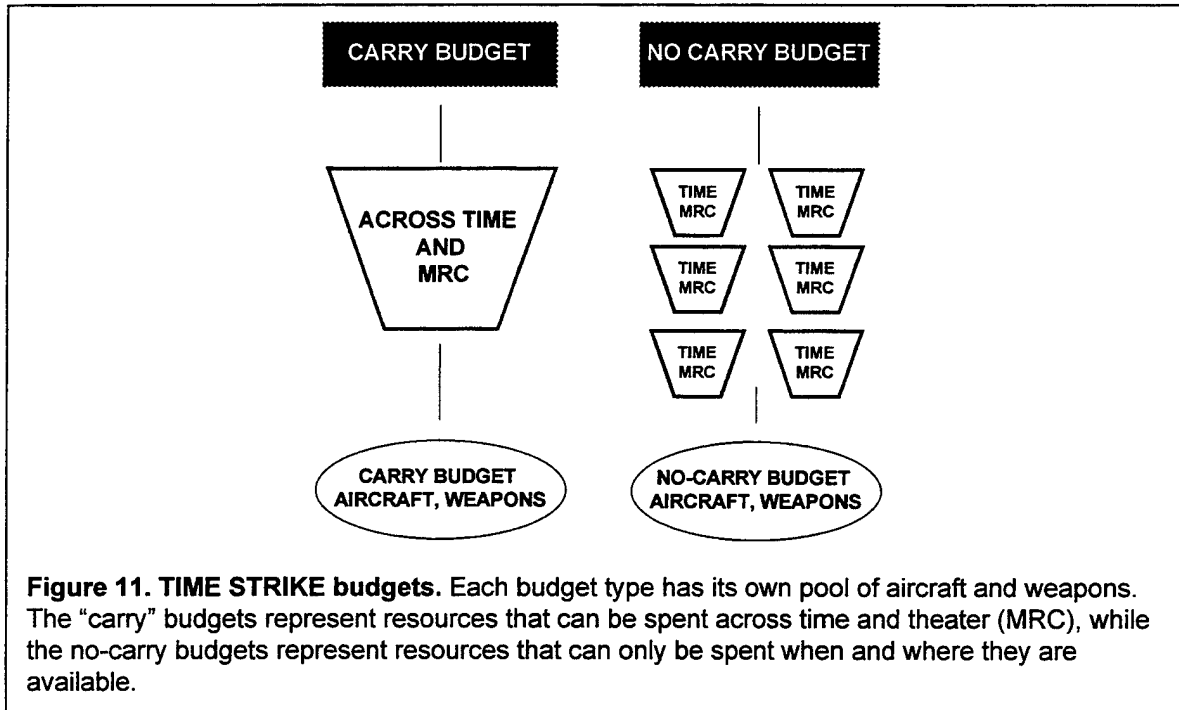 CARRY BUDGET
NO CARRY BUDGET
ACROSS TIME
AND
MRC
TIME
MRC
TIME
MRC
TIME
MRC
TIME
MRC
TIME
MRC
TIME
MRC
CARRY BUDGET
AIRCRAFT, WEAPONS
NO-CARRY BUDGET
AIRCRAFT, WEAPONS
Figure 11. TIME STRIKE budgets. Each budget type has its own pool of aircraft and weapons.
The “carry” budgets represent resources that can be spent across time and theater (MRC), while
the no-carry budgets represent resources that can only be spent when and where they are
available.